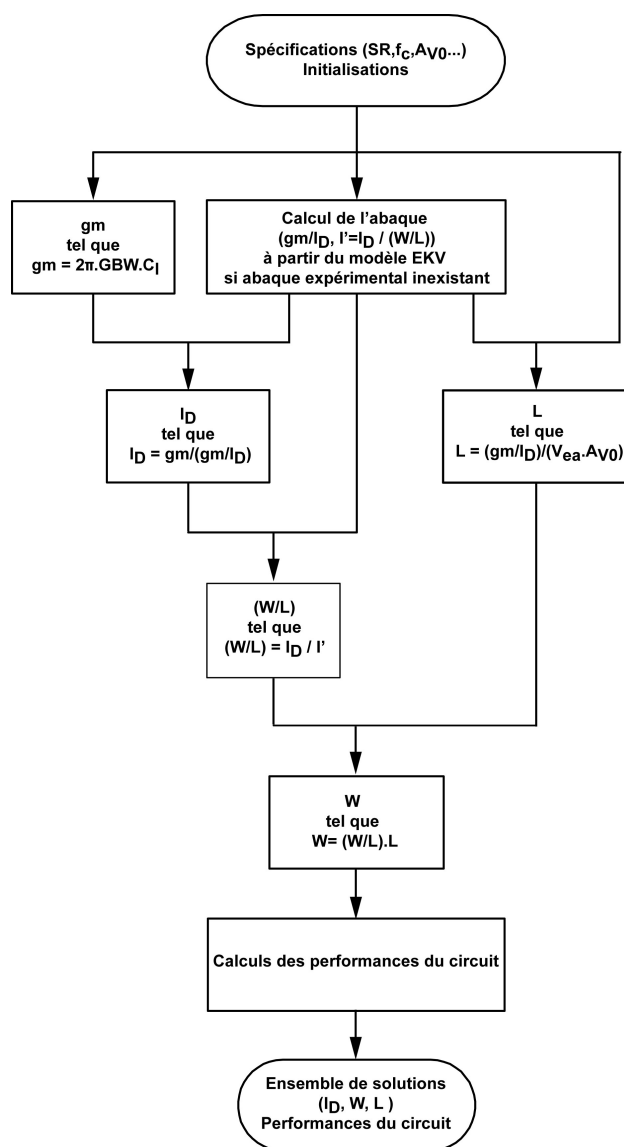 Spécifications (SR,fc,AV0...)
Initialisations
gm
tel que
gm = 2π.GBW.Cl
Calcul de l’abaque
(gm/ID, I’=ID / (W/L))
à partir du modèle EKV
si abaque expérimental inexistant
ID
tel que
ID = gm/(gm/ID)
L
tel que
L = (gm/ID)/(Vea.AV0)
(W/L)
tel que
(W/L) = ID / I’
W
tel que
W= (W/L).L
Calculs des performances du circuit
Ensemble de solutions
(ID, W, L )
Performances du circuit